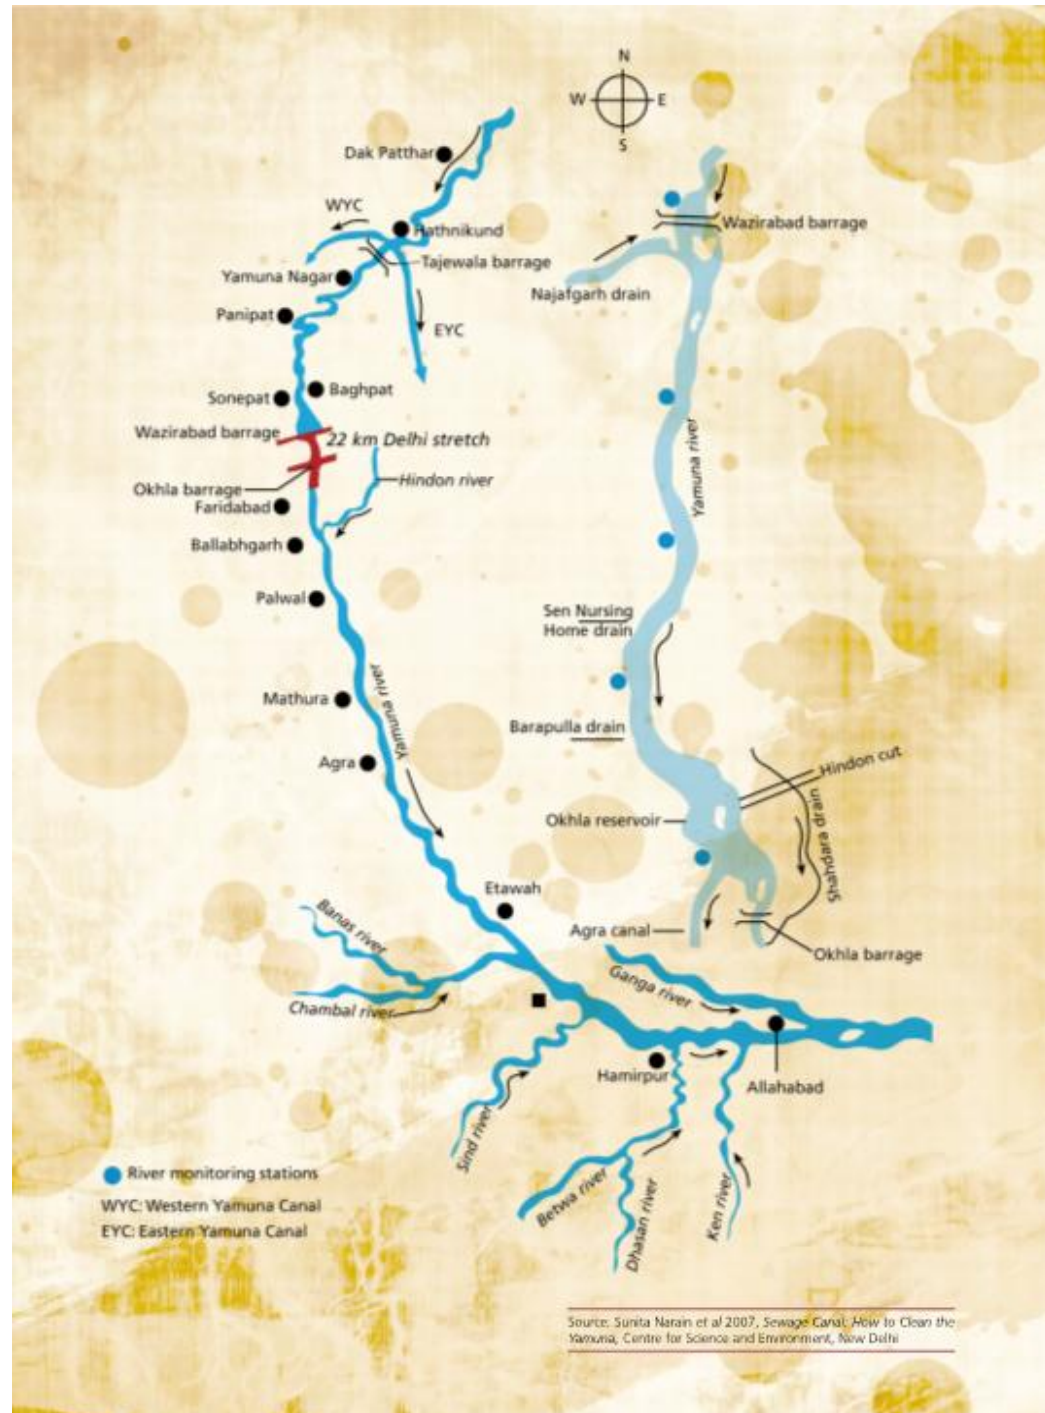 N
W
E
S
Dak Patthar
WYC
Hathnikund
Tajewala barrage
Yamuna Nagar
Panipat
EYC
Sonepat
Baghpat
Wazirabad barrage
22 km Delhi stretch
Hindon river
Okhla barrage
Faridabad
Ballabhgarh
Palwal
Mathura
Yamuna river
Agra
Etawah
Banas river
Chambal river
Sind river
Hamirpur
Betwa river
Dhasan river
Ken river
Ganga river
Allahabad
Wazirabad barrage
Najafgarh drain
Yamuna river
Sen Nursing
Home drain
Barapulla drain
Hindon cut
Okhla reservoir
Shahdara drain
Agra canal
Okhla barrage
River monitoring stations
WYC: Western Yamuna Canal
EYC: Eastern Yamuna Canal
Source: Sunita Narain et al 2007, Sewage Canal: How to Clean the
Yamuna, Centre for Science and Environment, New Delhi